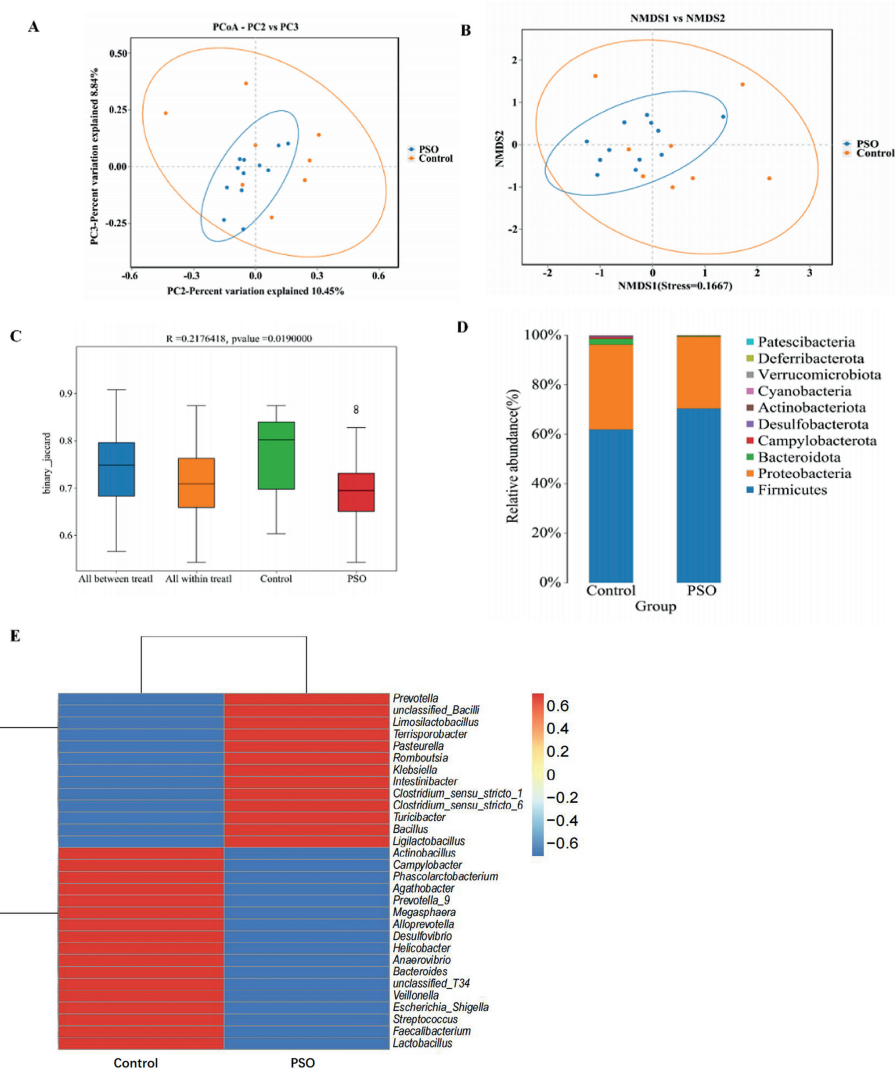 A
PCoA - PC2 vs PC3
PC3-Percent variation explained 8.84%
0.50
0.25
0.00
-0.25
-0.6
-0.3
0.0
0.3
0.6
PC2-Percent variation explained 10.45%
PSO
Control
B
NMDS1 vs NMDS2
NMDS2
2
1
0
-1
-2
-2
-1
0
1
2
3
NMDS1(Stress=0.1667)
PSO
Control
C
R =0.2176418, pvalue =0.0190000
binary_jaccard
0.9
0.8
0.7
0.6
All between treatl
All within treatl
Control
PSO
D
Relative abundance(%)
100%
80%
60%
40%
20%
0%
Control
PSO
Group
Patescibacteria
Deferribacterota
Verrucomicrobiota
Cyanobacteria
Actinobacteriota
Desulfobacterota
Campylobacterota
Bacteroidota
Proteobacteria
Firmicutes
E
Prevotella
unclassified_Bacilli
Limosilactobacillus
Terrisporobacter
Pasteurella
Romboutsia
Klebsiella
Intestinibacter
Clostridium_sensu_stricto_1
Clostridium_sensu_stricto_6
Turicibacter
Bacillus
Ligilactobacillus
Actinobacillus
Campylobacter
Phascolarctobacterium
Agathobacter
Prevotella_9
Megasphaera
Alloprevotella
Desulfovibrio
Helicobacter
Anaerovibrio
Bacteroides
unclassified_T34
Veillonella
Escherichia_Shigella
Streptococcus
Faecalibacterium
Lactobacillus
0.6
0.4
0.2
0
−0.2
−0.4
−0.6
Control
PSO